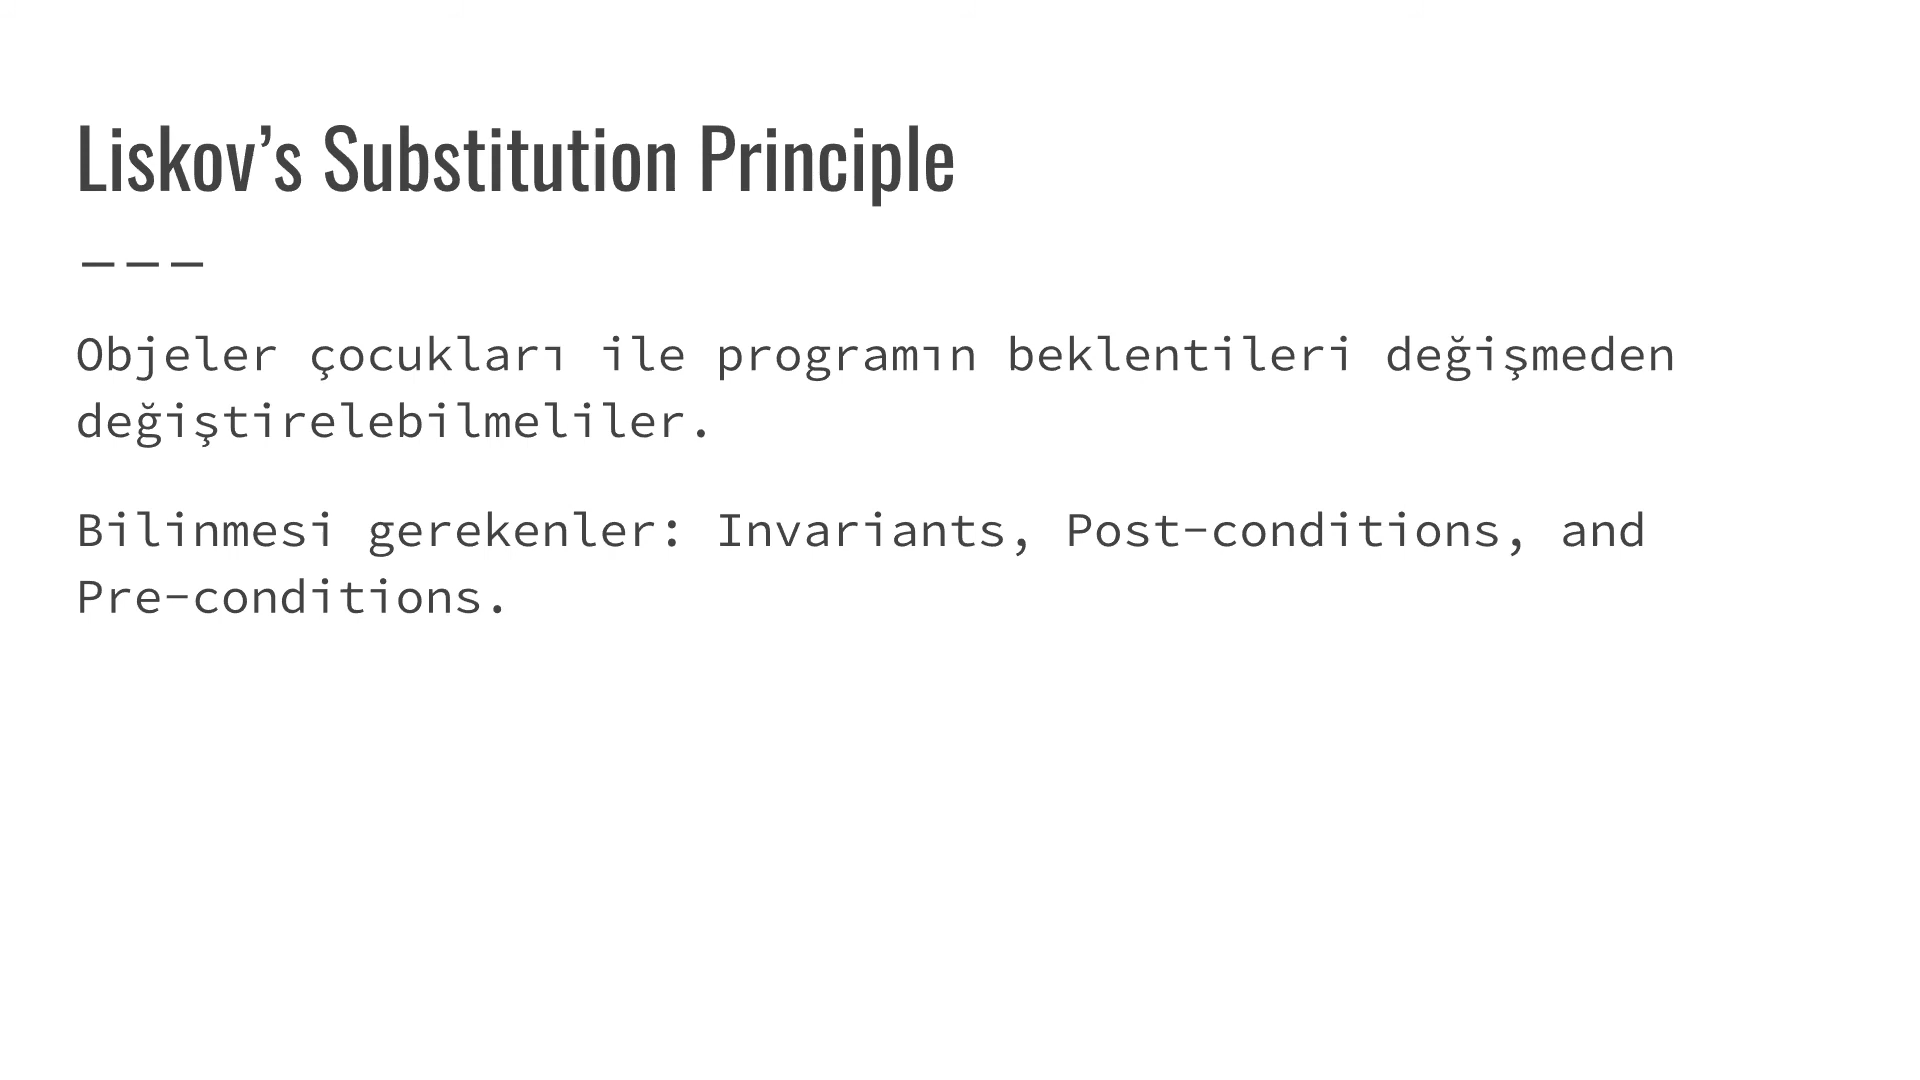 Liskov’s Substitution Principle
———
Objeler çocukları ile programın beklentileri değişmeden
değiştirelebilmeliler.
Bilinmesi gerekenler: Invariants, Post-conditions, and
Pre-conditions.